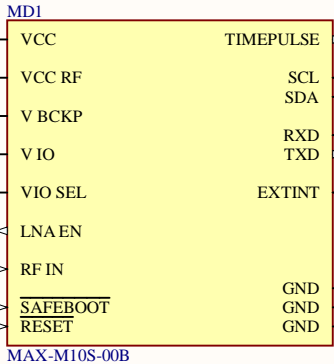 MD1
VCC TIMEPULSE
VCC RF SCL
SDA
V BCKP
RXD
V IO TXD
VIO SEL EXTINT
LNA EN
RF IN
GND
SAFEBOOT GND
RESET GND
MAX-M10S-00B